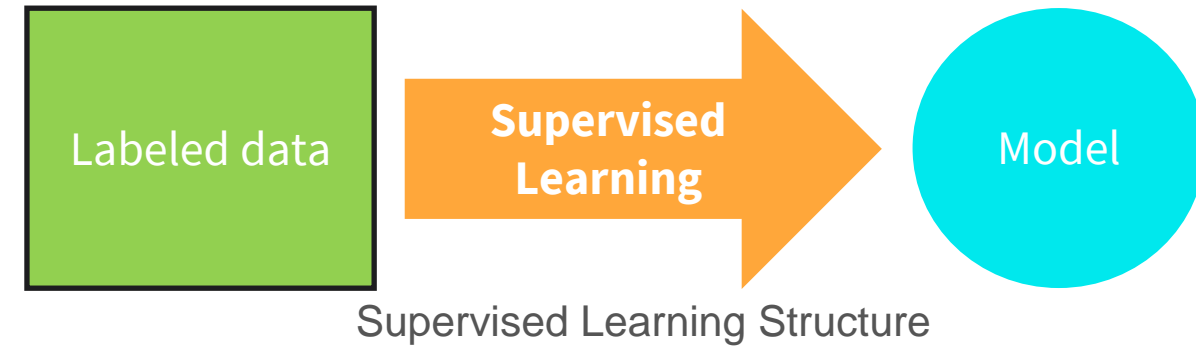 Labeled data
Supervised
Learning
Model
Supervised Learning Structure